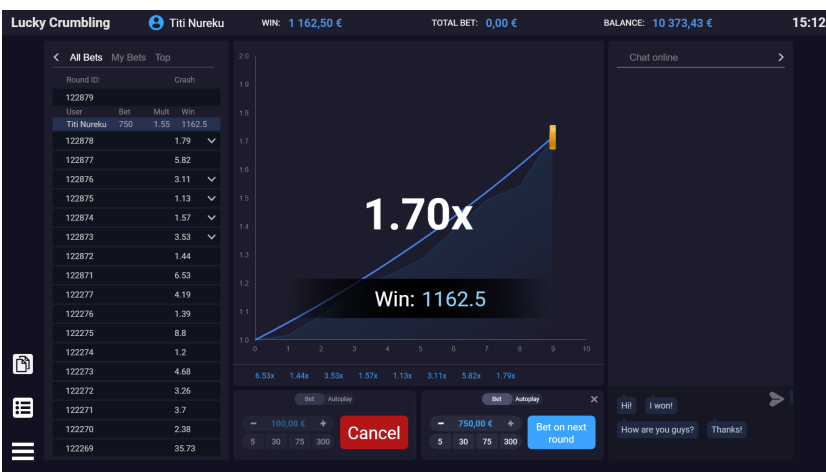 Lucky Crumbling Titi Nureku WIN: 1 162,50 € TOTAL BET: 0,00 € BALANCE: 10 373,43 € 15:12
All Bets My Bets Top
Round ID: Crash
122879
User Bet Mult Win
Titi Nureku 750 1.55 1162.5
122878 1.79
122877 5.82
122876 3.11
122875 1.13
122874 1.57
122873 3.53
122872 1.44
122871 6.53
122277 4.19
122276 1.39
122275 8.8
122274 1.2
122273 4.68
122272 3.26
122271 3.7
122270 2.38
122269 35.73
2.0
1.9
1.8
1.7
1.6
1.5
1.4
1.3
1.2
1.1
1.0
0 1 2 3 4 5 6 7 8 9 10
1.70x
Win: 1162.5
6.53x 1.44x 3.53x 1.57x 1.13x 3.11x 5.82x 1.79x
Bet Autoplay
− 100,00 € +
5 30 75 300
Cancel
Bet Autoplay
− 750,00 € +
5 30 75 300
Bet on next
round
Chat online
Hi! I won!
How are you guys? Thanks!